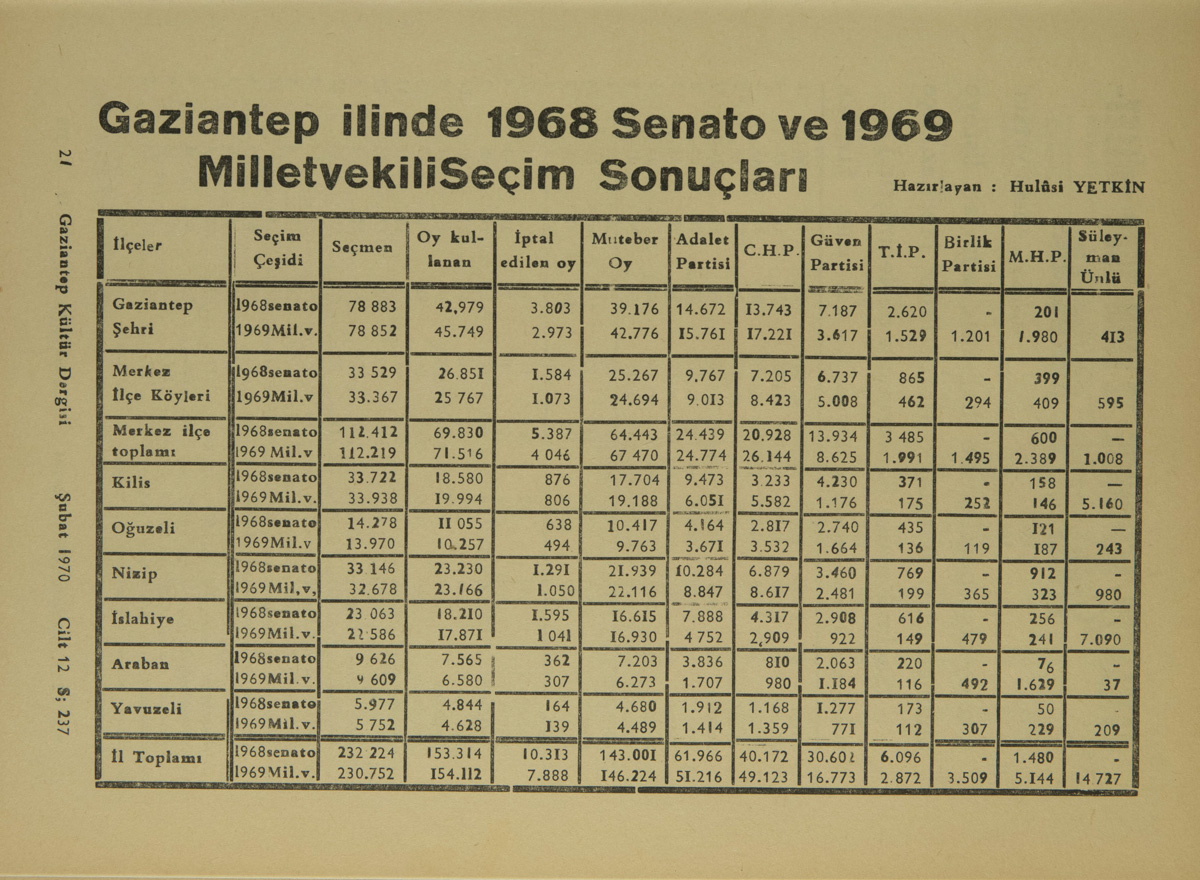 Gaziantep ilinde 1968 Senato ve 1969
MilletvekiliSeçim Sonuçları
Hazırlayan : Hulûsi YETKİN
İlçeler | Seçim Çeşidi | Seçmen | Oy kul-lanan | İptal edilen oy | Muteber Oy | Adalet Partisi | C.H.P. | Güven Partisi | T.İ.P. | Birlik Partisi | M.H.P. | Süley-man Ünlü
Gaziantep | 1968senato | 78 883 | 42,979 | 3.803 | 39.176 | 14.672 | 13.743 | 7.187 | 2.620 | - | 201
Şehri | 1969Mil.v. | 78 852 | 45.749 | 2.973 | 42.776 | 15.761 | 17.221 | 3.617 | 1.529 | 1.201 | 1.980 | 413
Merkez | 1968senato | 33 529 | 26.851 | 1.584 | 25.267 | 9,767 | 7.205 | 6.737 | 865 | - | 399
İlçe Köyleri | 1969Mil.v | 33.367 | 25 767 | 1.073 | 24.694 | 9.013 | 8.423 | 5.008 | 462 | 294 | 409 | 595
Merkez ilçe | 1968senato | 112.412 | 69.830 | 5.387 | 64.443 | 24.439 | 20.928 | 13.934 | 3 485 | - | 600 | —
toplamı | 1969 Mil.v | 112.219 | 71.516 | 4 046 | 67 470 | 24.774 | 26.144 | 8.625 | 1.991 | 1.495 | 2.389 | 1.008
Kilis | 1968senato | 33.722 | 18.580 | 876 | 17.704 | 9.473 | 3.233 | 4.230 | 371 | - | 158 | —
1969Mil.v. | 33.938 | 19.994 | 806 | 19.188 | 6.051 | 5.582 | 1.176 | 175 | 252 | 146 | 5.160
Oğuzeli | 1968senato | 14.278 | 11 055 | 638 | 10.417 | 4.164 | 2.817 | 2.740 | 435 | - | 121 | —
1969Mil.v | 13.970 | 10.257 | 494 | 9.763 | 3.671 | 3.532 | 1.664 | 136 | 119 | 187 | 243
Nizip | 1968senato | 33 146 | 23.230 | 1.291 | 21.939 | 10.284 | 6.879 | 3.460 | 769 | - | 912 | -
1969Mil,v, | 32.678 | 23.166 | 1.050 | 22.116 | 8.847 | 8.617 | 2.481 | 199 | 365 | 323 | 980
İslahiye | 1968senato | 23 063 | 18.210 | 1.595 | 16.615 | 7.888 | 4.317 | 2.908 | 616 | - | 256 | -
1969Mil.v. | 22 586 | 17.871 | 1 041 | 16.930 | 4 752 | 2,909 | 922 | 149 | 479 | 241 | 7.090
Araban | 1968senato | 9 626 | 7.565 | 362 | 7.203 | 3.836 | 810 | 2.063 | 220 | - | 76 | -
1969Mil.v. | 9 609 | 6.580 | 307 | 6.273 | 1.707 | 980 | 1.184 | 116 | 492 | 1.629 | 37
Yavuzeli | 1968senato | 5.977 | 4.844 | 164 | 4.680 | 1.912 | 1.168 | 1.277 | 173 | - | 50 | -
1969Mil.v. | 5 752 | 4.628 | 139 | 4.489 | 1.414 | 1.359 | 771 | 112 | 307 | 229 | 209
İl Toplamı | 1968senato | 232 224 | 153.314 | 10.313 | 143.001 | 61.966 | 40.172 | 30.602 | 6.096 | - | 1.480 | -
1969Mil.v. | 230.752 | 154.112 | 7.888 | 146.224 | 51.216 | 49.123 | 16.773 | 2.872 | 3.509 | 5.144 | 14 727
21 Gaziantep Kültür Dergisi Şubat 1970 Cilt 12 S; 237